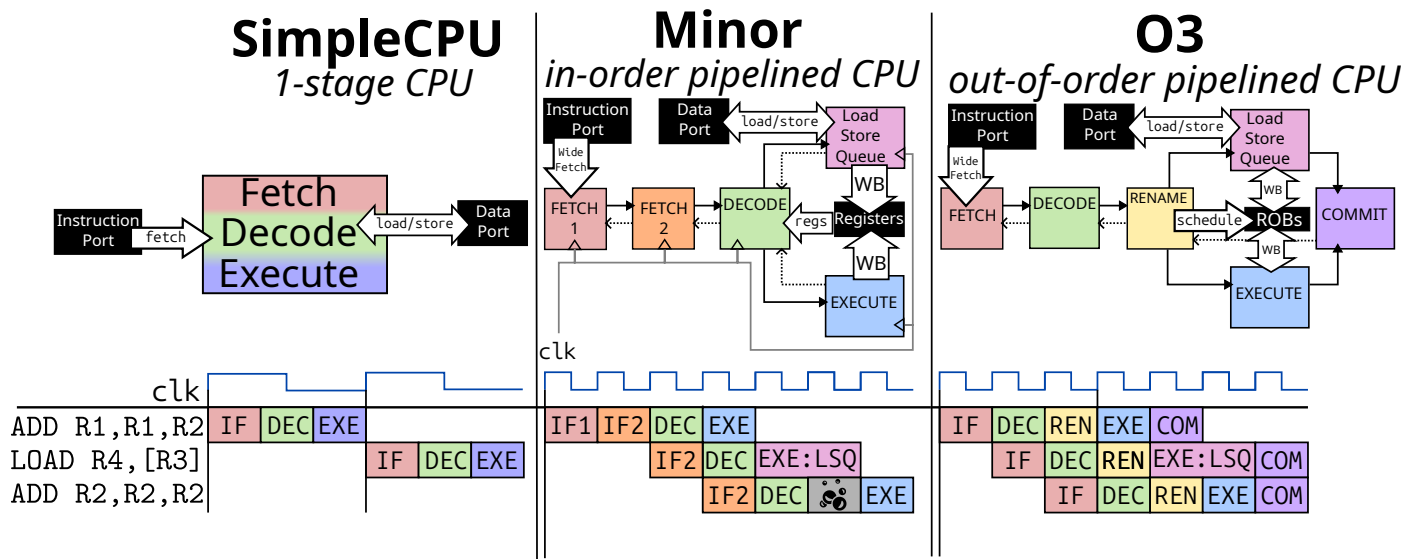 SimpleCPU
1-stage CPU
Instruction
Port
fetch
Fetch
Decode
Execute
load/store
Data
Port
Minor
in-order pipelined CPU
Instruction
Port
Wide
Fetch
Data
Port
load/store
Load
Store
Queue
WB
FETCH
1
FETCH
2
DECODE
regs
Registers
WB
EXECUTE
clk
O3
out-of-order pipelined CPU
Instruction
Port
Wide
Fetch
Data
Port
load/store
Load
Store
Queue
WB
FETCH
DECODE
RENAME
schedule
ROBs
COMMIT
WB
EXECUTE
clk
ADD R1,R1,R2 IF DEC EXE IF1 IF2 DEC EXE IF DEC REN EXE COM
LOAD R4,[R3] IF DEC EXE IF2 DEC EXE:LSQ IF DEC REN EXE:LSQ COM
ADD R2,R2,R2 IF2 DEC EXE IF DEC REN EXE COM